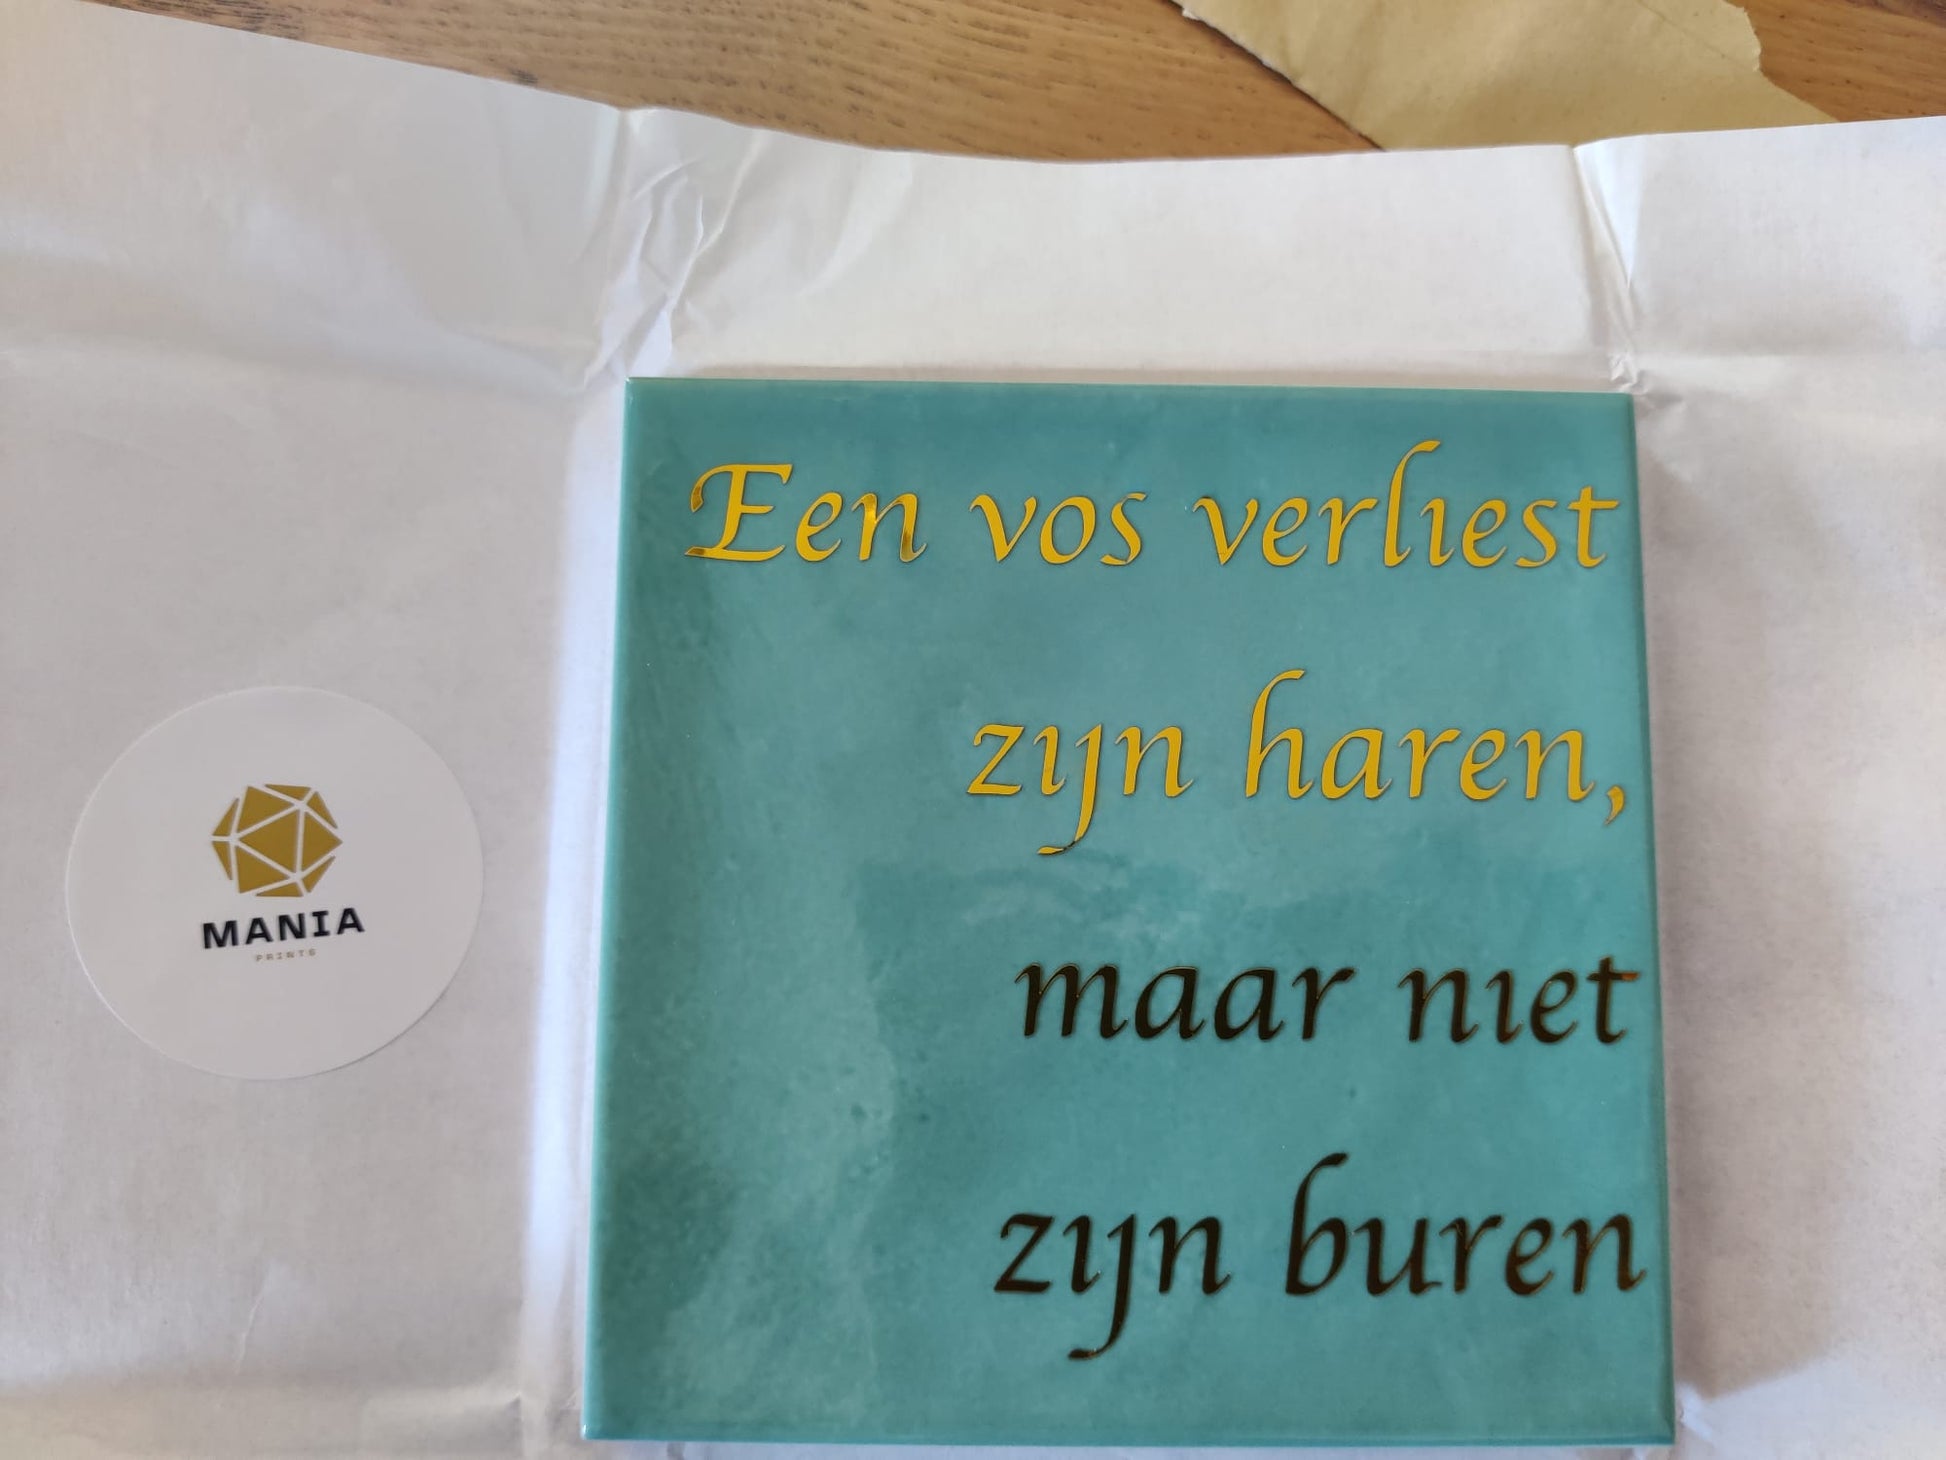 Een vos verliest
zijn haren,
maar niet
zijn buren
MANIA
PRINTS